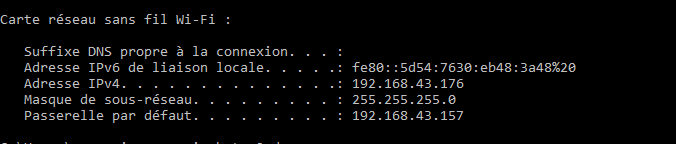 Carte réseau sans fil Wi-Fi :
Suffixe DNS propre à la connexion. . . :
Adresse IPv6 de liaison locale. . . . .: fe80::5d54:7630:eb48:3a48%20
Adresse IPv4. . . . . . . . . . . . . .: 192.168.43.176
Masque de sous-réseau. . . . . . . . . : 255.255.255.0
Passerelle par défaut. . . . . . . . . : 192.168.43.157